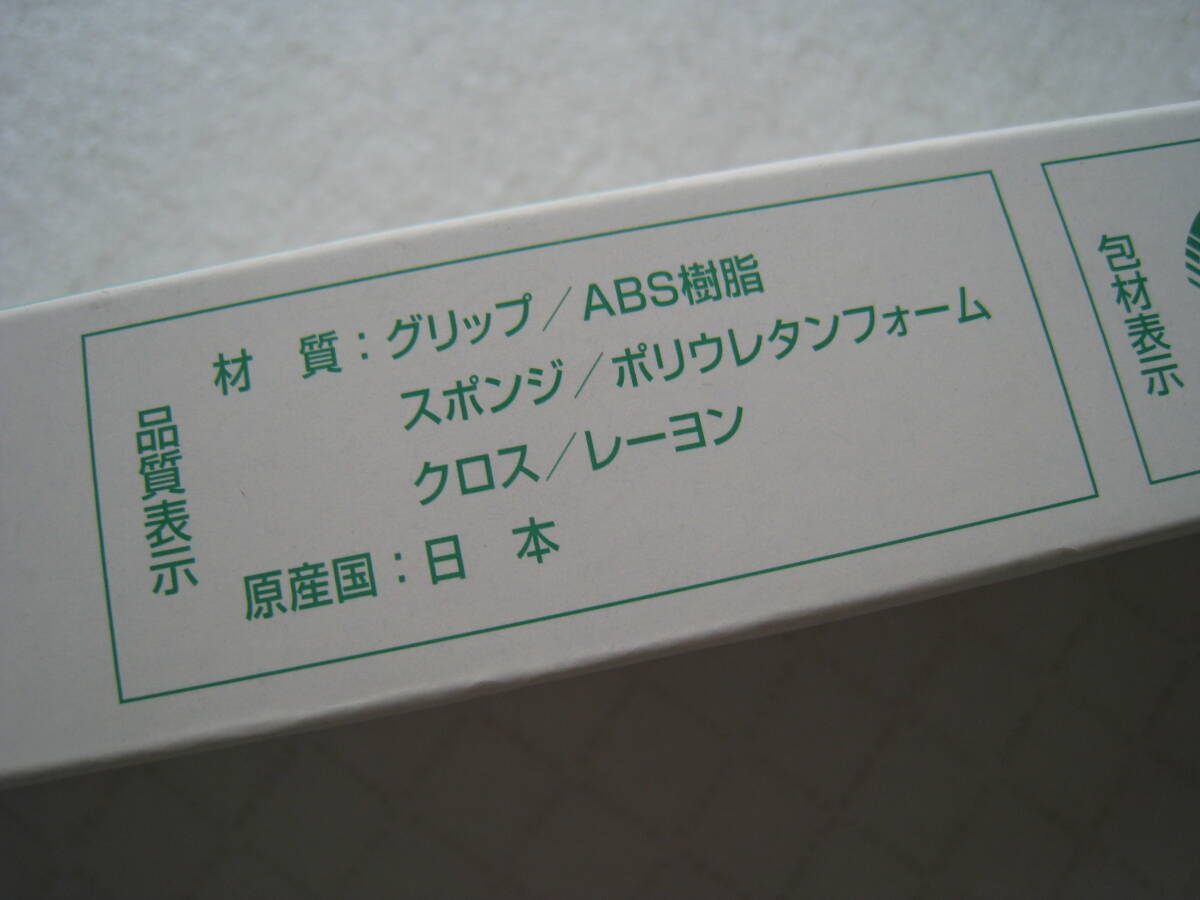 品質表示
材　質：グリップ／ABS樹脂
スポンジ／ポリウレタンフォーム
クロス／レーヨン
原産国：日　本
包材表示